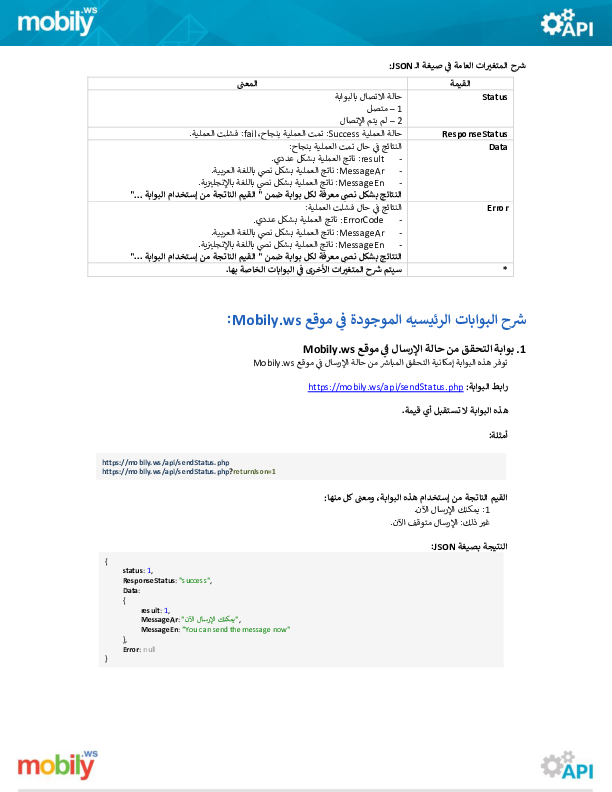 mobily.ws
API
شرح المتغيرات العامة في صيغة الـ JSON:
القيمة المعنى
Status حالة الاتصال بالبوابة
1 – متصل
2 – لم يتم الإتصال
ResponseStatus حالة العملية Success: تمت العملية بنجاح، fail: فشلت العملية.
Data النتائج في حال تمت العملية بنجاح:
- result: ناتج العملية بشكل عددي.
- MessageAr: ناتج العملية بشكل نصي باللغة العربية.
- MessageEn: ناتج العملية بشكل نصي باللغة بالإنجليزية.
النتائج بشكل نصي معرفة لكل بوابة ضمن " القيم الناتجة من إستخدام البوابة ..."
Error النتائج في حال فشلت العملية:
- ErrorCode: ناتج العملية بشكل عددي.
- MessageAr: ناتج العملية بشكل نصي باللغة العربية.
- MessageEn: ناتج العملية بشكل نصي باللغة بالإنجليزية.
النتائج بشكل نصي معرفة لكل بوابة ضمن " القيم الناتجة من إستخدام البوابة ..."
* سيتم شرح المتغيرات الأخرى في البوابات الخاصة بها.
شرح البوابات الرئيسيه الموجودة في موقع Mobily.ws:
1. بوابة التحقق من حالة الإرسال في موقع Mobily.ws
توفر هذه البوابة إمكانية التحقق المباشر من حالة الإرسال في موقع Mobily.ws
رابط البوابة: https://mobily.ws/api/sendStatus.php
هذه البوابة لا تستقبل أي قيمة.
أمثلة:
https://mobily.ws/api/sendStatus.php
https://mobily.ws/api/sendStatus.php?returnJson=1
القيم الناتجة من إستخدام هذه البوابة، ومعنى كل منها:
1: يمكنك الإرسال الآن.
غير ذلك: الإرسال متوقف الآن.
النتيجة بصيغة JSON:
{
status: 1,
ResponseStatus: "success",
Data:
{
result: 1,
MessageAr: "يمكنك الإرسال الآن",
MessageEn: "You can send the message now"
},
Error: null
}
mobily.ws
API